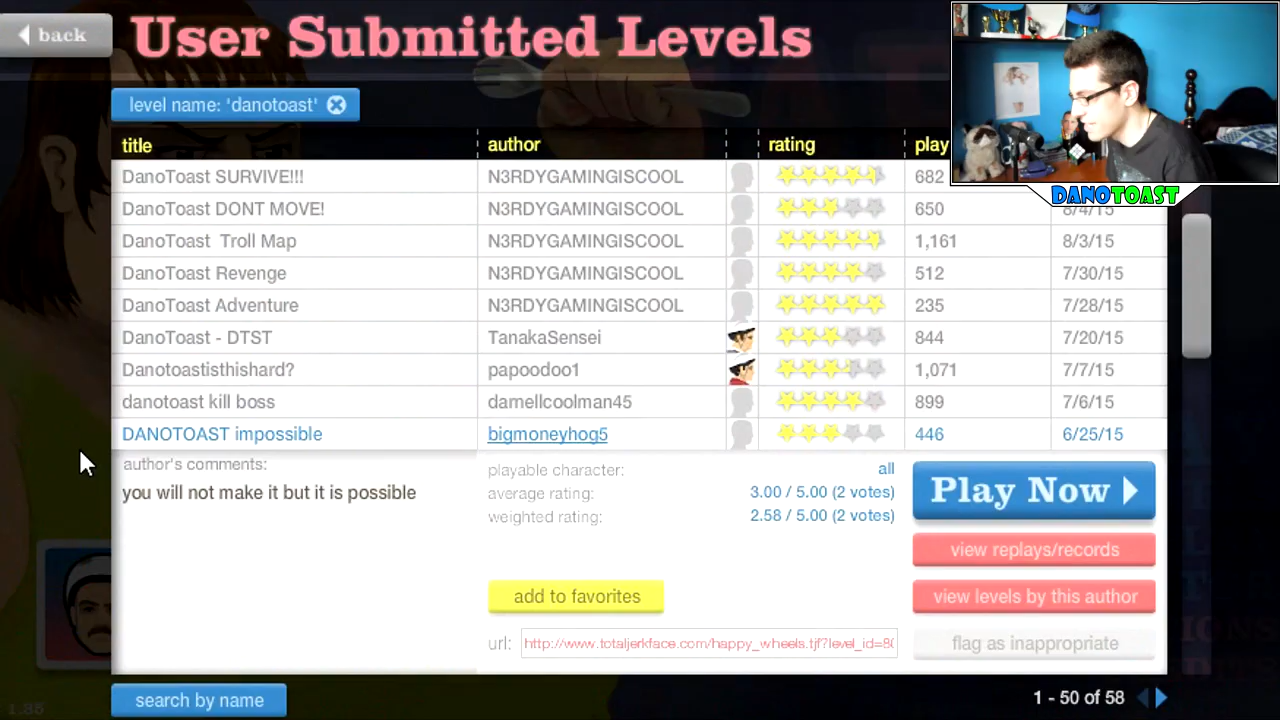 back
User Submitted Levels
level name: 'danotoast'
DANOTOAST
title author rating play
DanoToast SURVIVE!!! N3RDYGAMINGISCOOL 682
DanoToast DONT MOVE! N3RDYGAMINGISCOOL 650 8/4/15
DanoToast Troll Map N3RDYGAMINGISCOOL 1,161 8/3/15
DanoToast Revenge N3RDYGAMINGISCOOL 512 7/30/15
DanoToast Adventure N3RDYGAMINGISCOOL 235 7/28/15
DanoToast - DTST TanakaSensei 844 7/20/15
Danotoastisthishard? papoodoo1 1,071 7/7/15
danotoast kill boss damellcoolman45 899 7/6/15
DANOTOAST impossible bigmoneyhog5 446 6/25/15
author's comments:
you will not make it but it is possible
playable character: all
average rating: 3.00 / 5.00 (2 votes)
weighted rating: 2.58 / 5.00 (2 votes)
Play Now
view replays/records
add to favorites
view levels by this author
url: http://www.totaljerkface.com/happy_wheels.tjf?level_id=8
flag as inappropriate
search by name
1 - 50 of 58
1.85